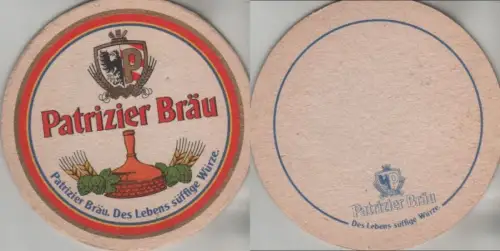 P
Patrizier Bräu
Patrizier Bräu. Des Lebens süffige Würze.
P
Patrizier Bräu
Des Lebens süffige Würze.